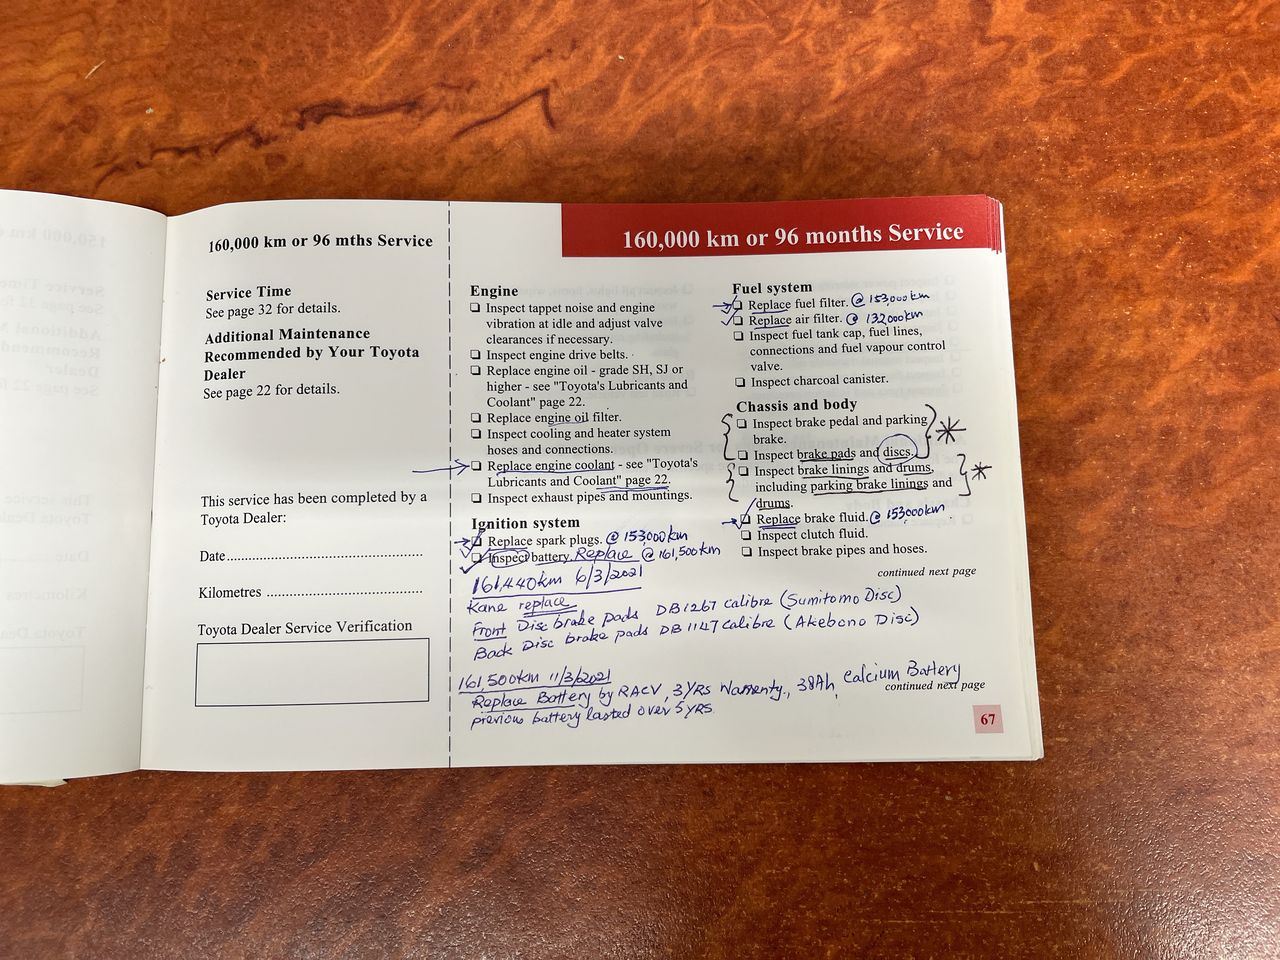 160,000 km or 96 mths Service
Service Time
See page 32 for details.
Additional Maintenance
Recommended by Your Toyota
Dealer
See page 22 for details.
This service has been completed by a
Toyota Dealer:
Date
Kilometres
Toyota Dealer Service Verification
160,000 km or 96 months Service
Engine
Inspect tappet noise and engine
vibration at idle and adjust valve
clearances if necessary.
Inspect engine drive belts.
Replace engine oil - grade SH, SJ or
higher - see "Toyota's Lubricants and
Coolant" page 22.
Replace engine oil filter.
Inspect cooling and heater system
hoses and connections.
Replace engine coolant - see "Toyota's
Lubricants and Coolant" page 22.
Inspect exhaust pipes and mountings.
Ignition system
Replace spark plugs. @ 153,000km
Inspect battery. Replace @ 161,500km
Fuel system
Replace fuel filter. @ 153,000km
Replace air filter. @ 132,000km
Inspect fuel tank cap, fuel lines,
connections and fuel vapour control
valve.
Inspect charcoal canister.
Chassis and body
Inspect brake pedal and parking
brake.
Inspect brake pads and discs.
Inspect brake linings and drums,
including parking brake linings and
drums.
Replace brake fluid. @ 153,000km
Inspect clutch fluid.
Inspect brake pipes and hoses.
continued next page
161,440km 6/3/2021
Kane replace
Front Disc brake pads DB1267 calibre (Sumitomo Disc)
Back Disc brake pads DB1147 calibre (Akebono Disc)
161,500km 11/3/2021
Replace Battery by RACV, 3YRS Warrenty, 38Ah, Calcium Battery
continued next page
previous battery lasted over 5YRS
67